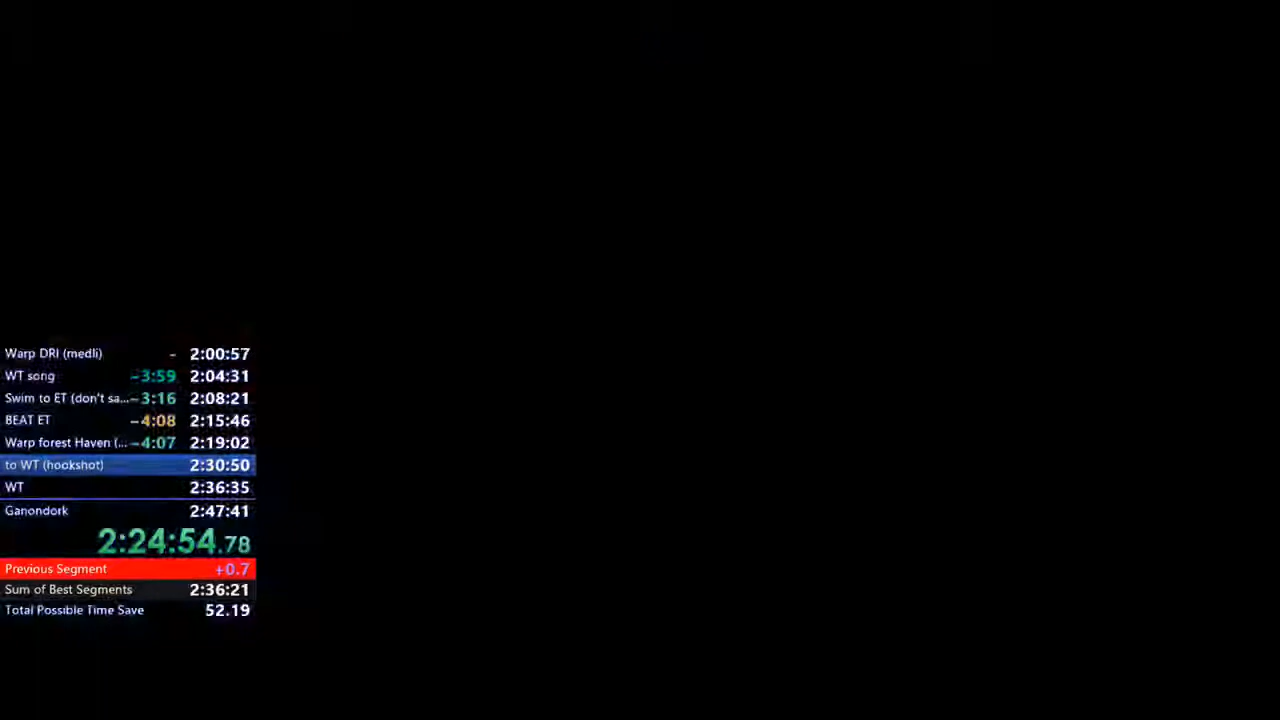 Warp DRI (medli) - 2:00:57
WT song -3:59 2:04:31
Swim to ET (don't sa... -3:16 2:08:21
BEAT ET -4:08 2:15:46
Warp forest Haven (... -4:07 2:19:02
to WT (hookshot) 2:30:50
WT 2:36:35
Ganondork 2:47:41
2:24:54.78
Previous Segment +0.7
Sum of Best Segments 2:36:21
Total Possible Time Save 52.19